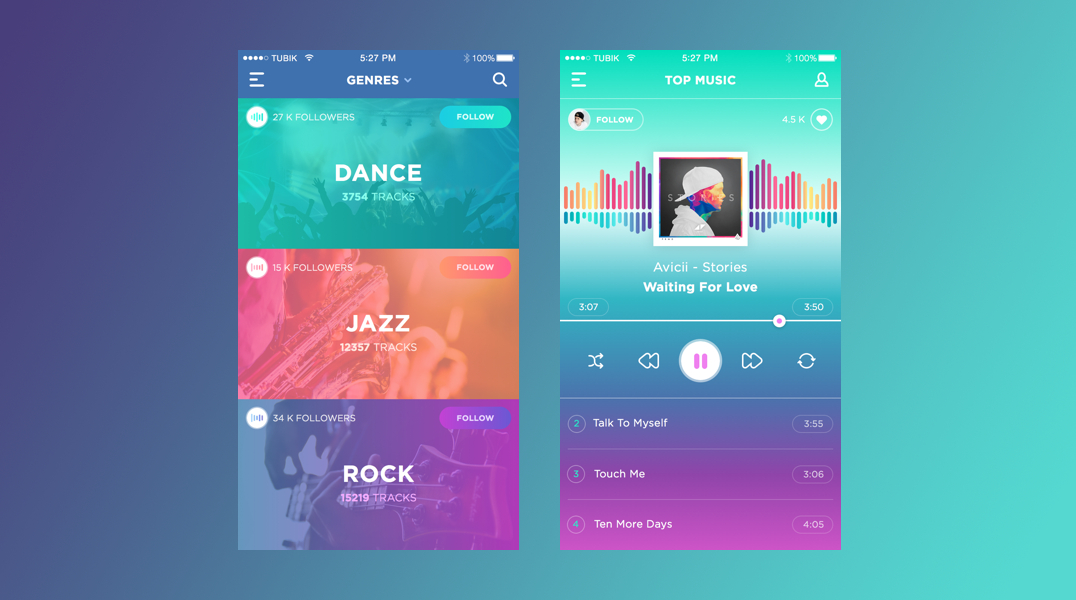 TUBIK 5:27 PM 100%
GENRES
27 K FOLLOWERS FOLLOW
DANCE
3754 TRACKS
15 K FOLLOWERS FOLLOW
JAZZ
12357 TRACKS
34 K FOLLOWERS FOLLOW
ROCK
15219 TRACKS
TUBIK 5:27 PM 100%
TOP MUSIC
FOLLOW 4.5 K
STORIES
Avicii - Stories
Waiting For Love
3:07 3:50
2 Talk To Myself 3:55
3 Touch Me 3:06
4 Ten More Days 4:05